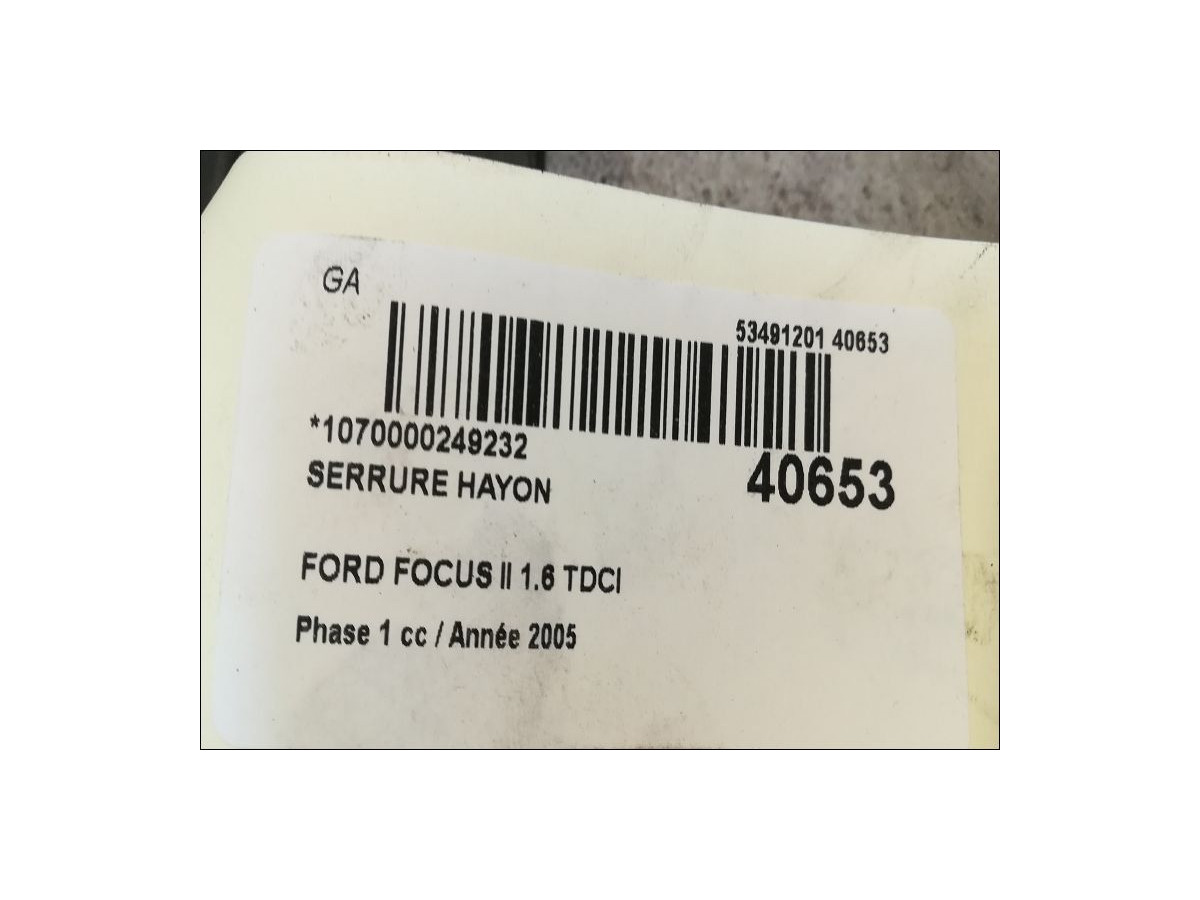 GA
53491201 40653
*1070000249232
40653
SERRURE HAYON
FORD FOCUS II 1.6 TDCI
Phase 1 cc / Année 2005